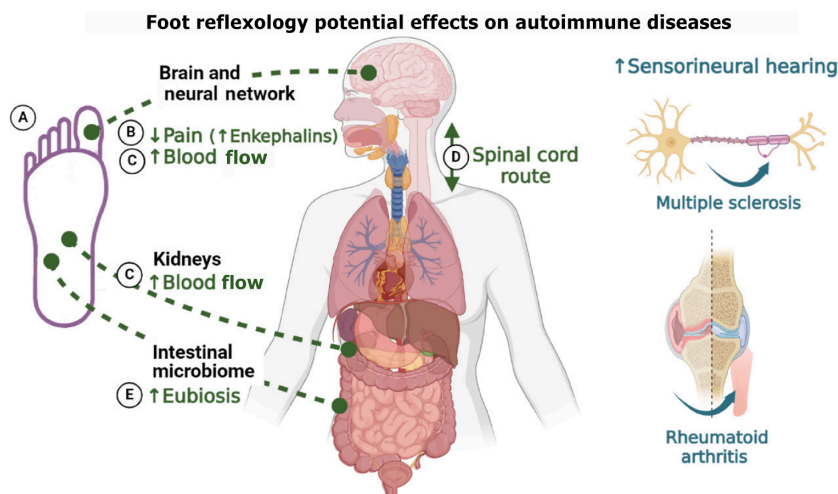 Foot reflexology potential effects on autoimmune diseases
A
Brain and
neural network
B ↓Pain (↑Enkephalins)
C ↑Blood flow
D Spinal cord
route
Kidneys
C ↑Blood flow
Intestinal
microbiome
E ↑Eubiosis
↑Sensorineural hearing
Multiple sclerosis
Rheumatoid
arthritis